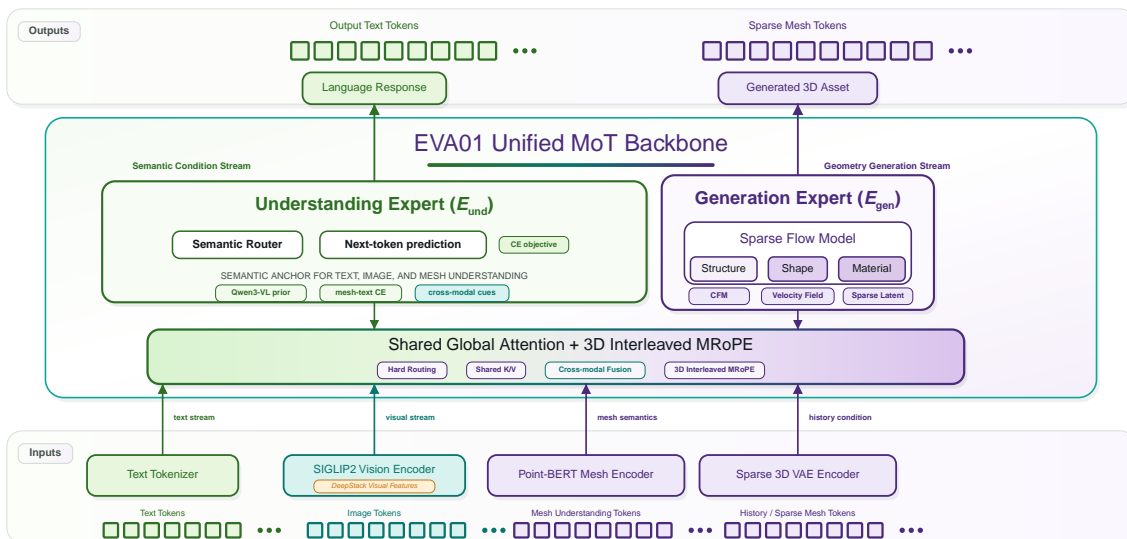 Outputs
Output Text Tokens
Sparse Mesh Tokens
Language Response
Generated 3D Asset
EVA01 Unified MoT Backbone
Semantic Condition Stream
Geometry Generation Stream
Understanding Expert (E_und)
Generation Expert (E_gen)
Semantic Router
Next-token prediction
CE objective
Sparse Flow Model
Structure
Shape
Material
SEMANTIC ANCHOR FOR TEXT, IMAGE, AND MESH UNDERSTANDING
Qwen3-VL prior
mesh-text CE
cross-modal cues
CFM
Velocity Field
Sparse Latent
Shared Global Attention + 3D Interleaved MRoPE
Hard Routing
Shared K/V
Cross-modal Fusion
3D Interleaved MRoPE
text stream
visual stream
mesh semantics
history condition
Inputs
Text Tokenizer
SIGLIP2 Vision Encoder
DeepStack Visual Features
Point-BERT Mesh Encoder
Sparse 3D VAE Encoder
Text Tokens
Image Tokens
Mesh Understanding Tokens
History / Sparse Mesh Tokens